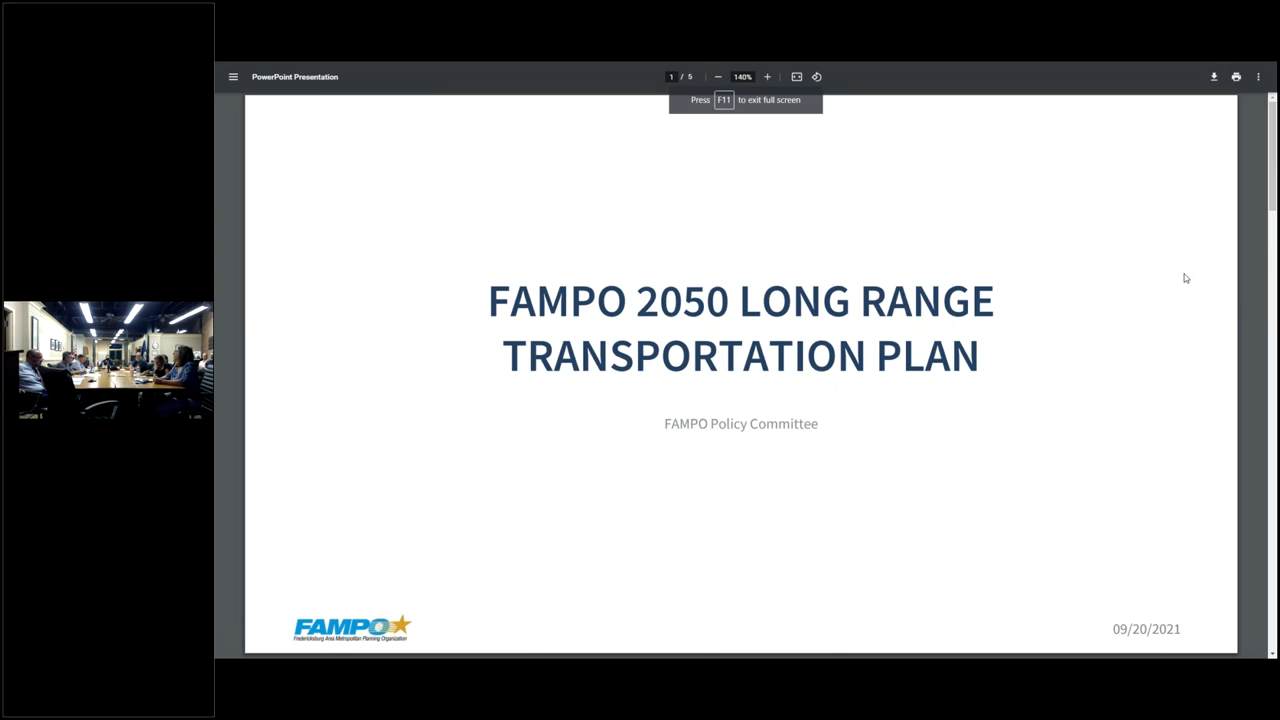 PowerPoint Presentation
1 / 5
140%
Press F11 to exit full screen
FAMPO 2050 LONG RANGE
TRANSPORTATION PLAN
FAMPO Policy Committee
FAMPO
Fredericksburg Area Metropolitan Planning Organization
09/20/2021